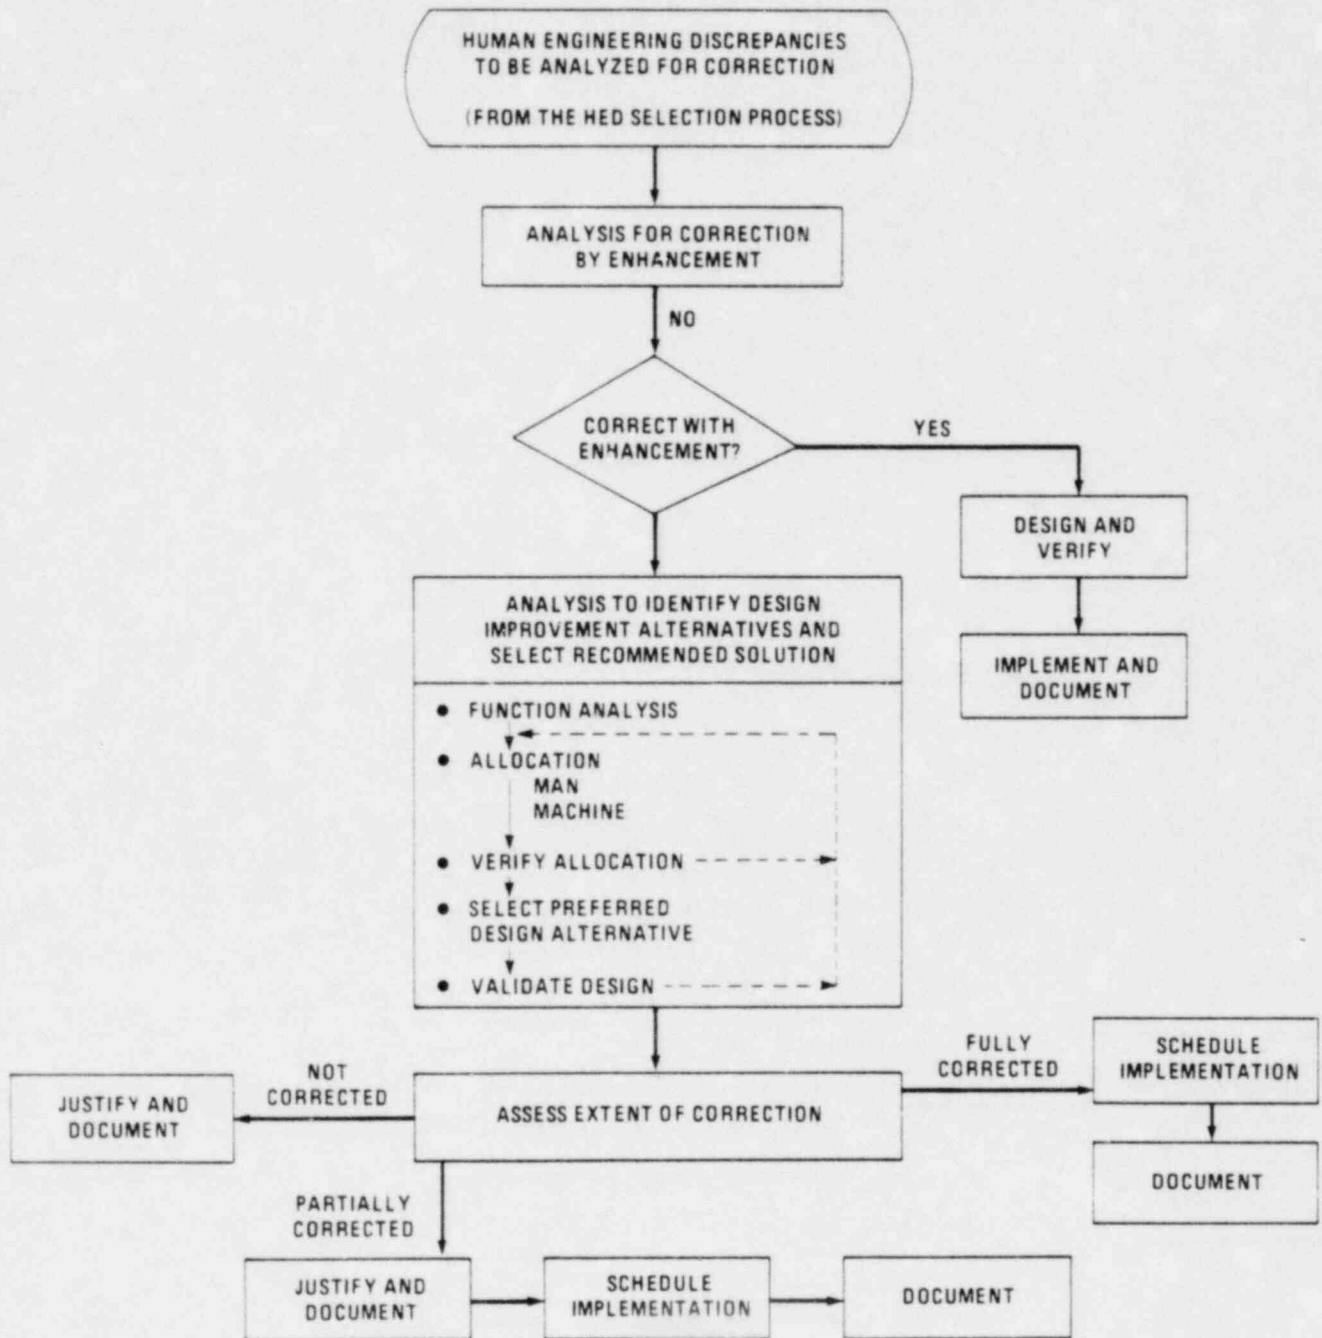 HUMAN ENGINEERING DISCREPANCIES
TO BE ANALYZED FOR CORRECTION
(FROM THE HED SELECTION PROCESS)
ANALYSIS FOR CORRECTION
BY ENHANCEMENT
NO
CORRECT WITH
ENHANCEMENT?
YES
DESIGN AND
VERIFY
IMPLEMENT AND
DOCUMENT
ANALYSIS TO IDENTIFY DESIGN
IMPROVEMENT ALTERNATIVES AND
SELECT RECOMMENDED SOLUTION
● FUNCTION ANALYSIS
● ALLOCATION
MAN
MACHINE
● VERIFY ALLOCATION
● SELECT PREFERRED
DESIGN ALTERNATIVE
● VALIDATE DESIGN
NOT
CORRECTED
JUSTIFY AND
DOCUMENT
ASSESS EXTENT OF CORRECTION
FULLY
CORRECTED
SCHEDULE
IMPLEMENTATION
DOCUMENT
PARTIALLY
CORRECTED
JUSTIFY AND
DOCUMENT
SCHEDULE
IMPLEMENTATION
DOCUMENT